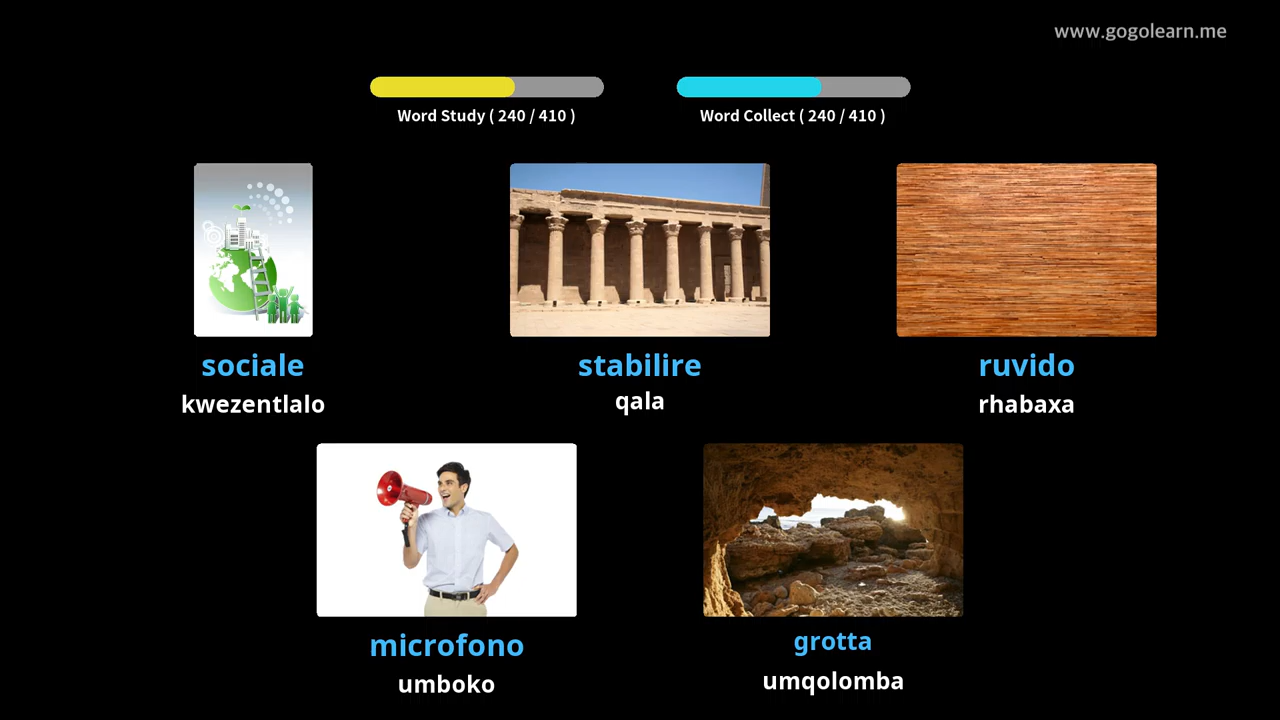 www.gogolearn.me
Word Study ( 240 / 410 )
Word Collect ( 240 / 410 )
sociale
kwezentlalo
stabilire
qala
ruvido
rhabaxa
microfono
umboko
grotta
umqolomba